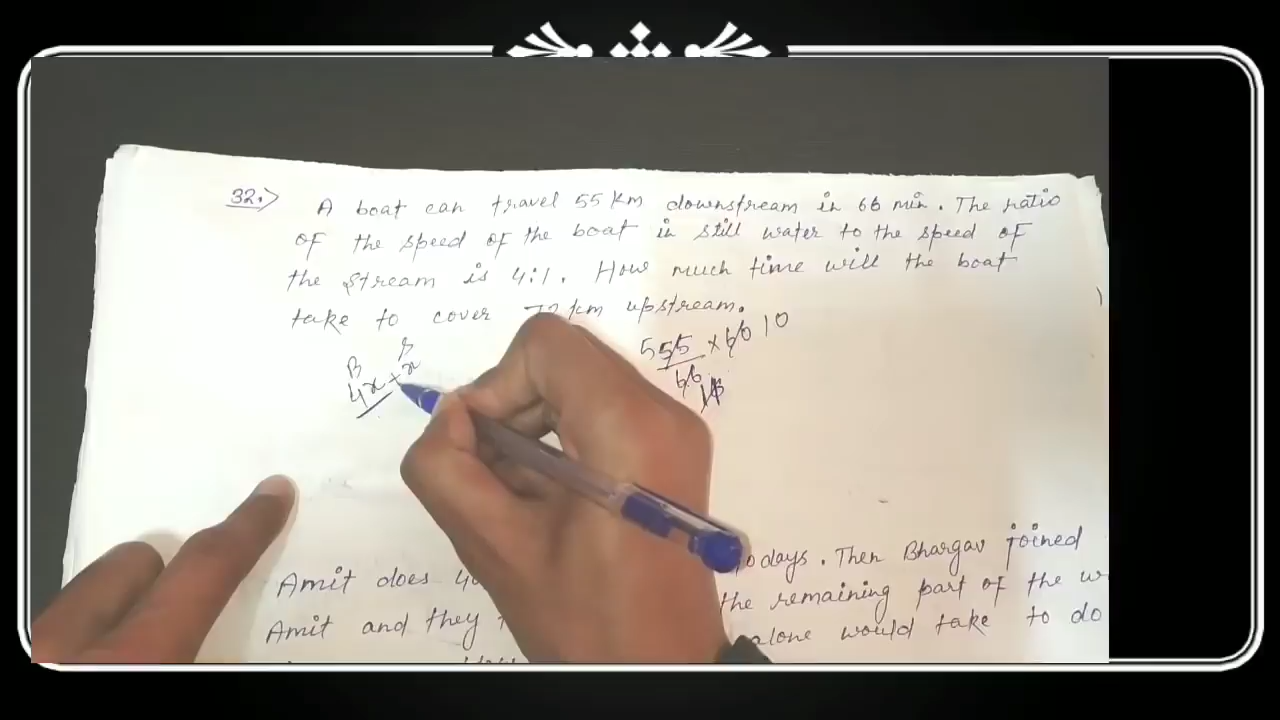 32.> A boat can travel 55 km downstream in 66 min. The ratio
of the speed of the boat in still water to the speed of
the stream is 4:1. How much time will the boat
take to cover 72 km upstream.
B S
4x + x
5 55 × 60 10
66
Amit does 40 days. Then Bhargav joined
Amit and they the remaining part of the w
alone would take to do